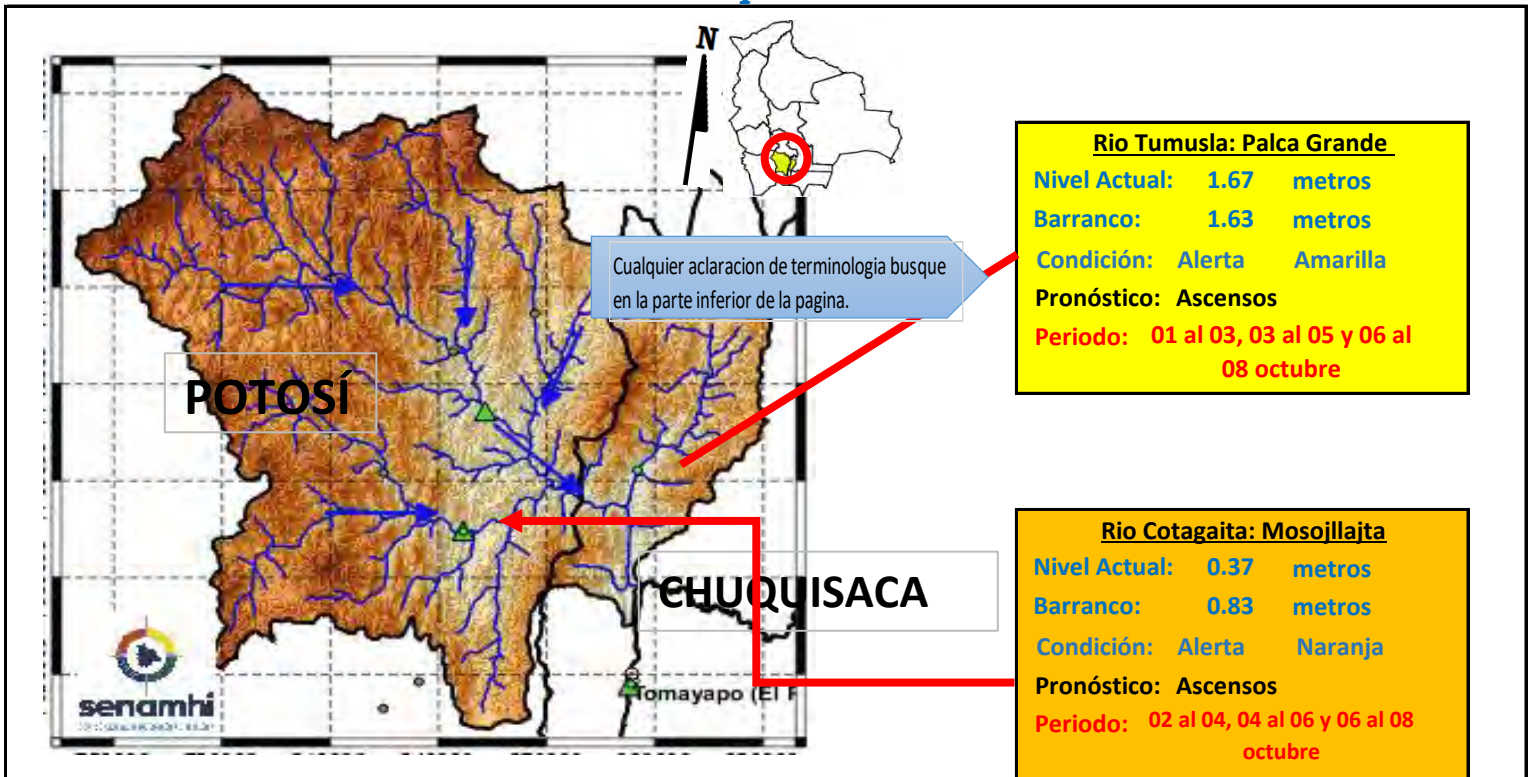 N
Cualquier aclaracion de terminologia busque
en la parte inferior de la pagina.
POTOSÍ
CHUQUISACA
Tomayapo (El
senamhi
Rio Tumusla: Palca Grande
Nivel Actual: 1.67 metros
Barranco: 1.63 metros
Condición: Alerta Amarilla
Pronóstico: Ascensos
Periodo: 01 al 03, 03 al 05 y 06 al
08 octubre
Rio Cotagaita: Mosojllajta
Nivel Actual: 0.37 metros
Barranco: 0.83 metros
Condición: Alerta Naranja
Pronóstico: Ascensos
Periodo: 02 al 04, 04 al 06 y 06 al 08
octubre